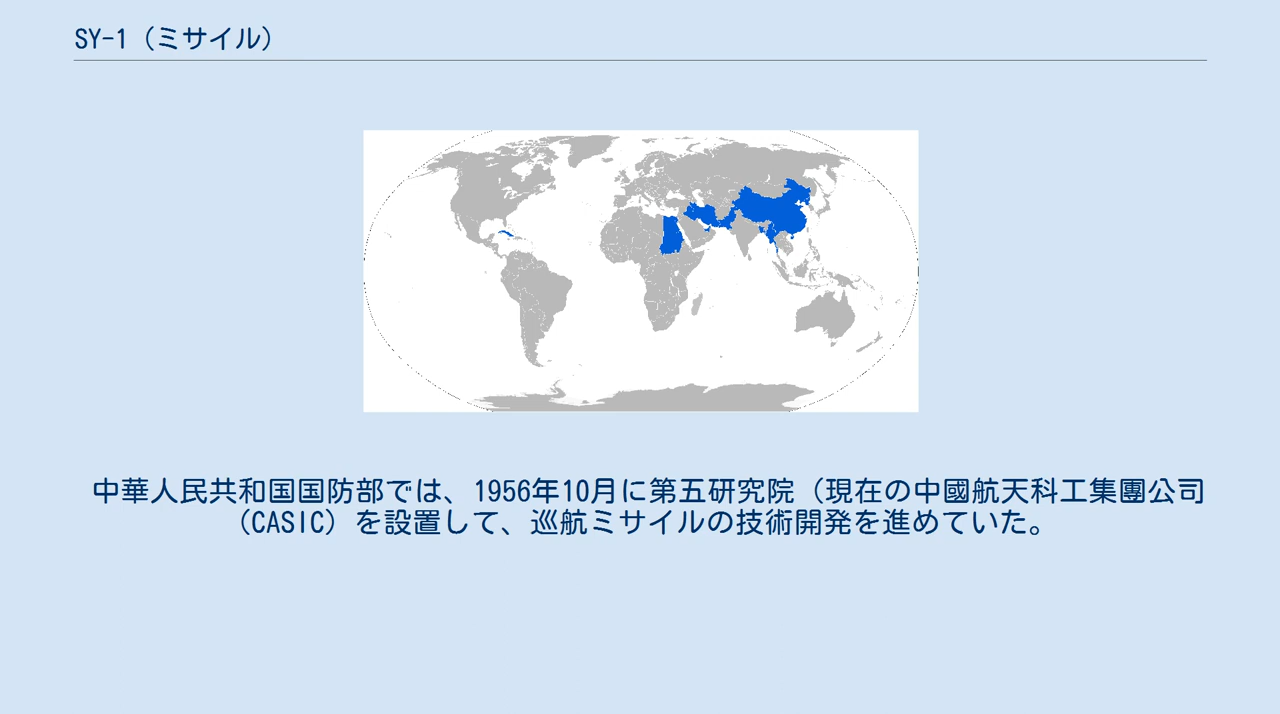 SY-1（ミサイル）
中華人民共和国国防部では、1956年10月に第五研究院（現在の中國航天科工集團公司
（CASIC）を設置して、巡航ミサイルの技術開発を進めていた。